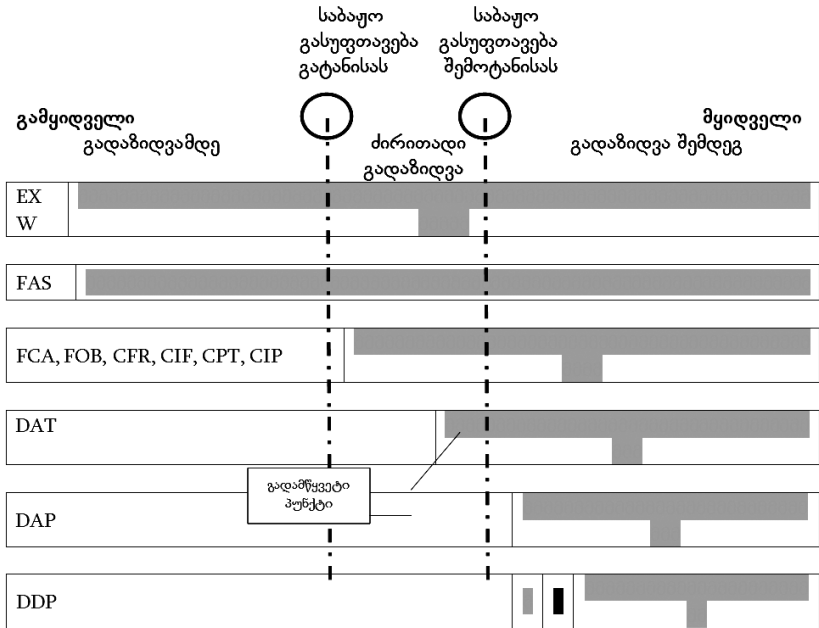 საბაჟო
გასუფთავება
გატანისას
საბაჟო
გასუფთავება
შემოტანისას
გამყიდველი
მყიდველი
გადაზიდვამდე
ძირითადი
გადაზიდვა
გადაზიდვა შემდეგ
EX
W
FAS
FCA, FOB, CFR, CIF, CPT, CIP
DAT
გადამწყვეტი
პუნქტი
DAP
DDP